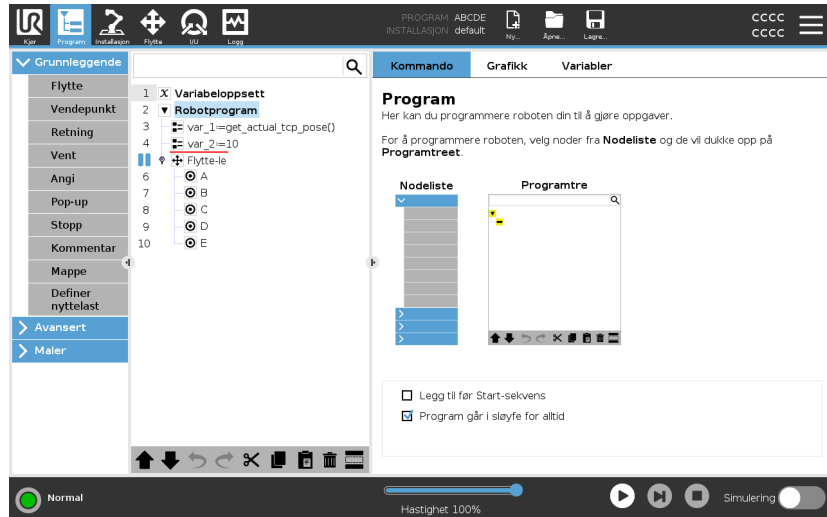 UR
PROGRAM ABCDE
INSTALLASJON default
CCCC
CCCC
Kjør
Program
Installasjon
Flytte
I/U
Logg
Ny...
Åpne...
Lagre...
Grunnleggende
Flytte
Vendepunkt
Retning
Vent
Angi
Pop-up
Stopp
Kommentar
Mappe
Definer
nyttelast
Avansert
Maler
1 X Variabeloppsett
2 Robotprogram
3 var_1:=get_actual_tcp_pose()
4 var_2:=10
Flytte-le
6 A
7 B
8 C
9 D
10 E
Kommando Grafikk Variabler
Program
Her kan du programmere roboten din til å gjøre oppgaver.
For å programmere roboten, velg noder fra Nodeliste og de vil dukke opp på
Programtreet.
Nodeliste
Programtre
Legg til før Start-sekvens
Program går i sløyfe for alltid
Normal
Hastighet 100%
Simulering